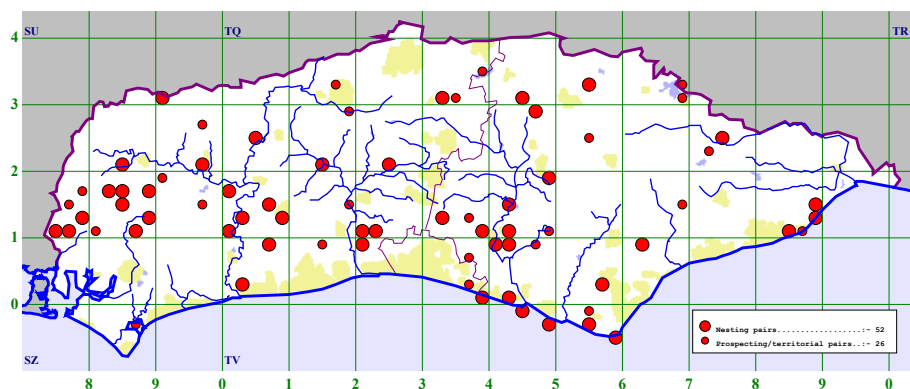 SU TQ TR
4
3
2
1
0
Nesting pairs..............:- 52
Prospecting/territorial pairs..:- 26
SZ TV
8 9 0 1 2 3 4 5 6 7 8 9 0